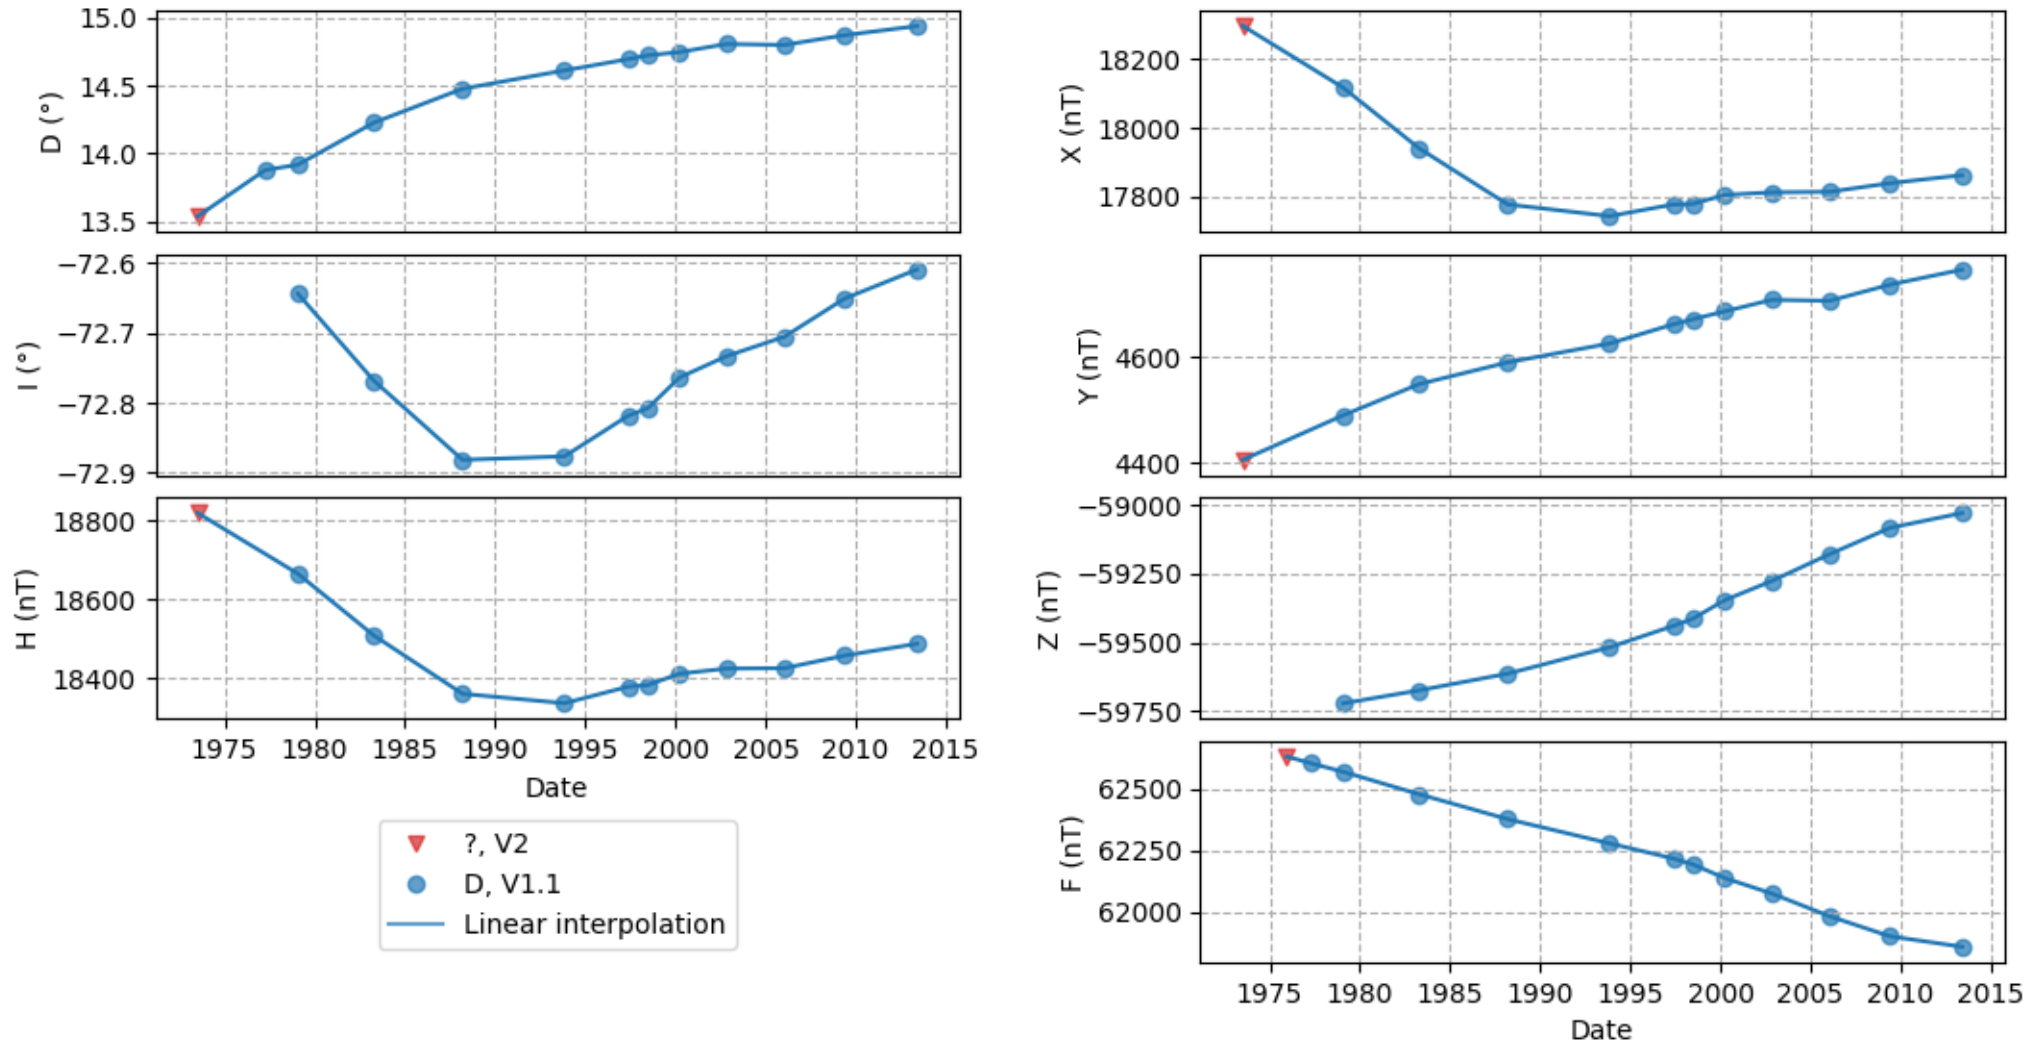 15.0
14.5
14.0
13.5
D (°)
−72.6
−72.7
−72.8
−72.9
I (°)
18800
18600
18400
H (nT)
1975 1980 1985 1990 1995 2000 2005 2010 2015
Date
?, V2
D, V1.1
Linear interpolation
18200
18000
17800
X (nT)
4600
4400
Y (nT)
−59000
−59250
−59500
−59750
Z (nT)
62500
62250
62000
F (nT)
1975 1980 1985 1990 1995 2000 2005 2010 2015
Date